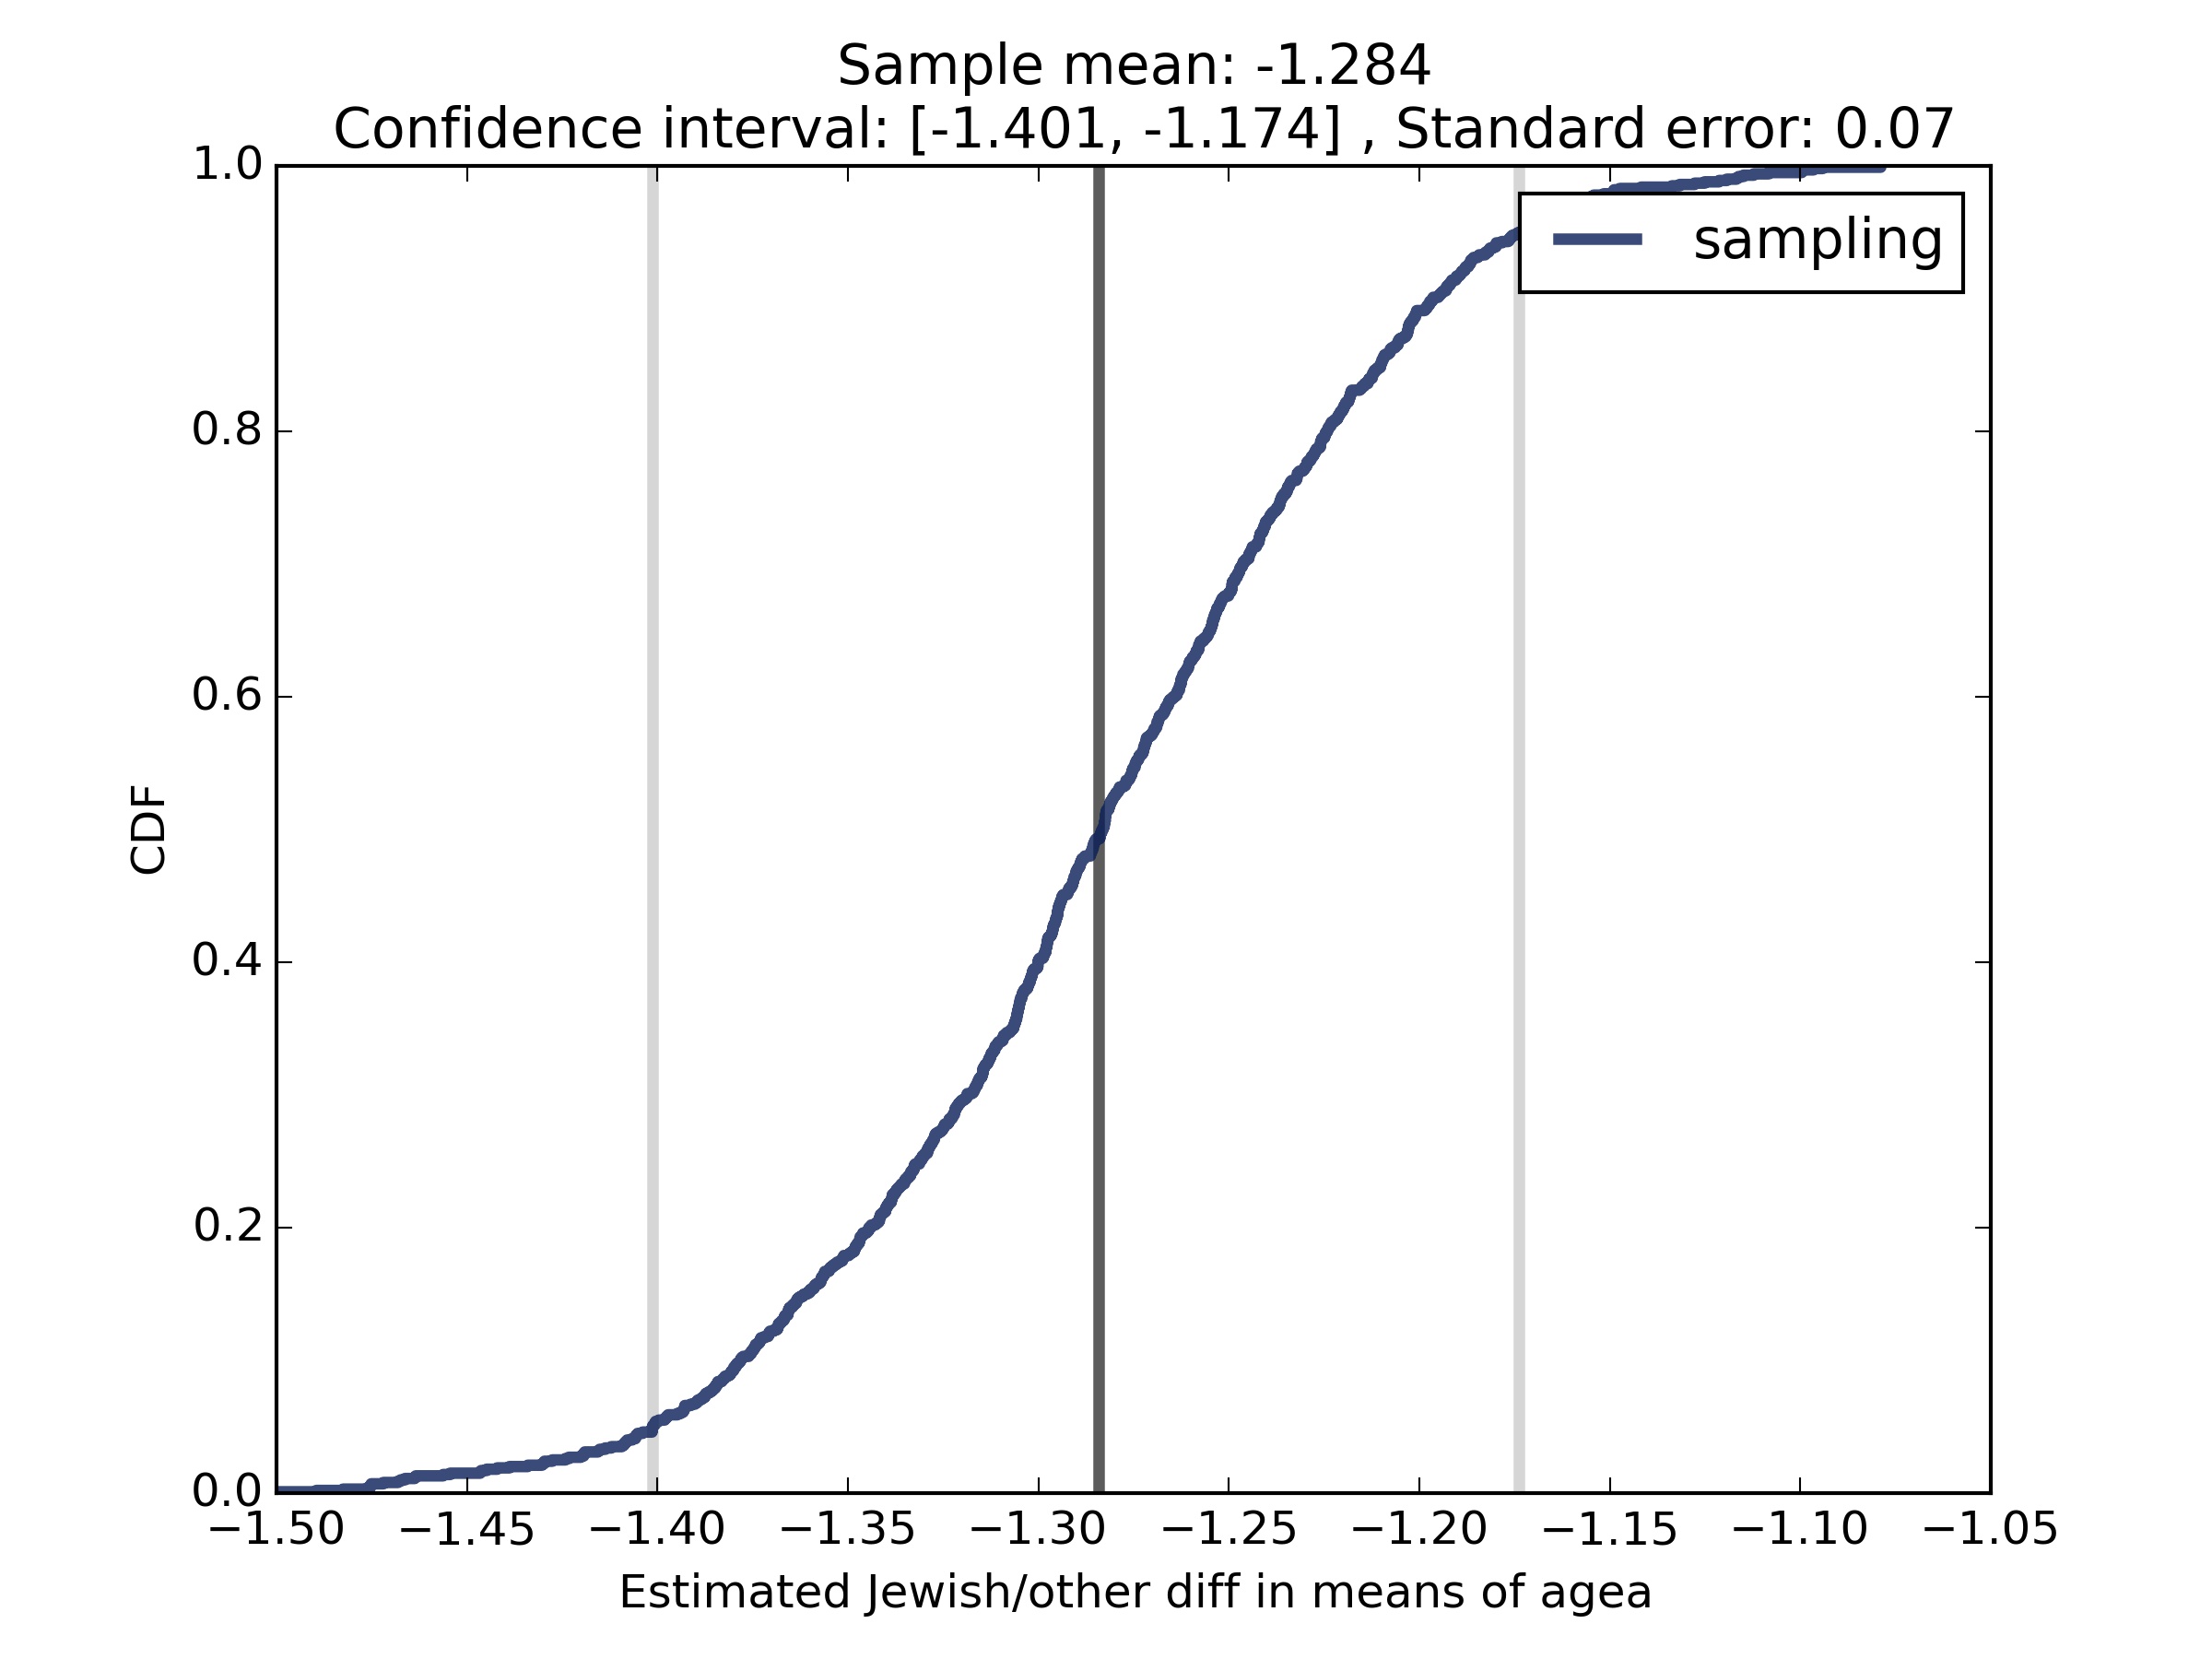 Sample mean: -1.284
Confidence interval: [-1.401, -1.174] , Standard error: 0.07
1.0
0.8
0.6
0.4
0.2
0.0
CDF
sampling
−1.50 −1.45 −1.40 −1.35 −1.30 −1.25 −1.20 −1.15 −1.10 −1.05
Estimated Jewish/other diff in means of agea